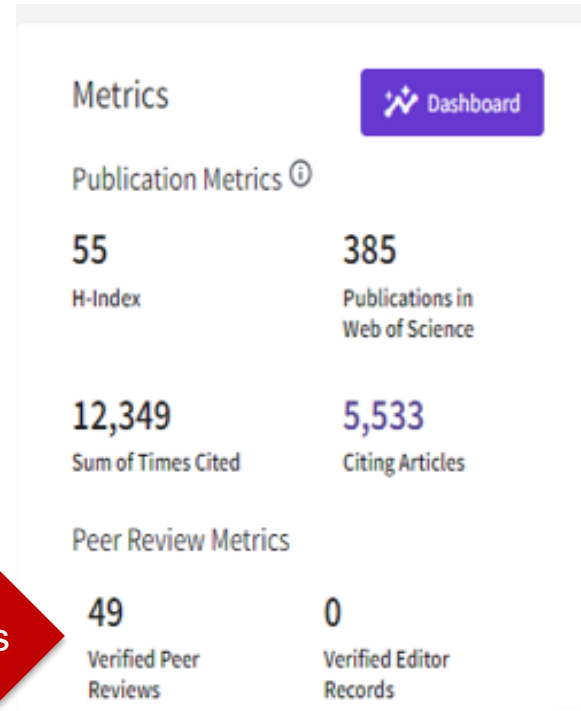 Metrics
Dashboard
Publication Metrics
55
385
H-Index
Publications in
Web of Science
12,349
5,533
Sum of Times Cited
Citing Articles
Peer Review Metrics
49
0
s
Verified Peer
Reviews
Verified Editor
Records